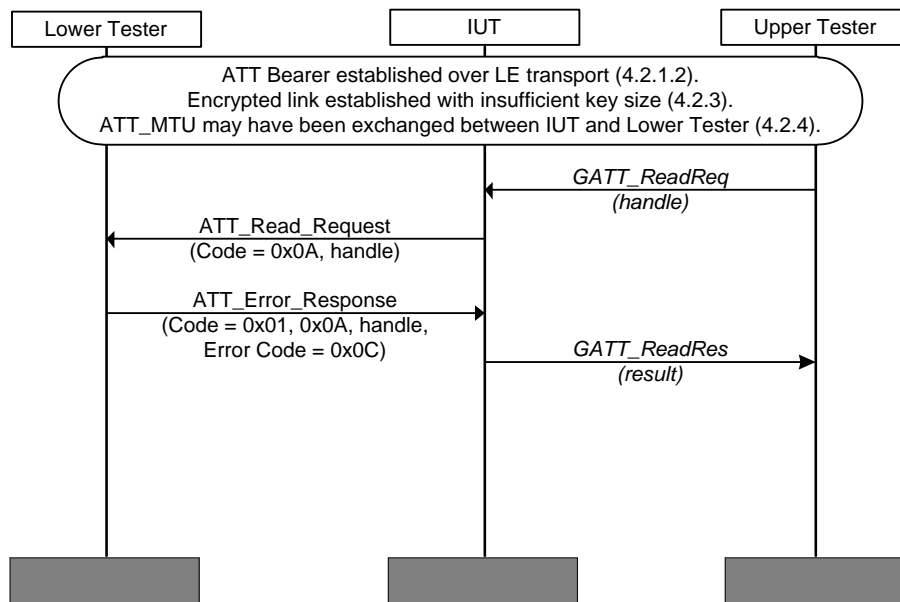 Lower Tester
IUT
Upper Tester
ATT Bearer established over LE transport (4.2.1.2).
Encrypted link established with insufficient key size (4.2.3).
ATT_MTU may have been exchanged between IUT and Lower Tester (4.2.4).
GATT_ReadReq
(handle)
ATT_Read_Request
(Code = 0x0A, handle)
ATT_Error_Response
(Code = 0x01, 0x0A, handle,
Error Code = 0x0C)
GATT_ReadRes
(result)